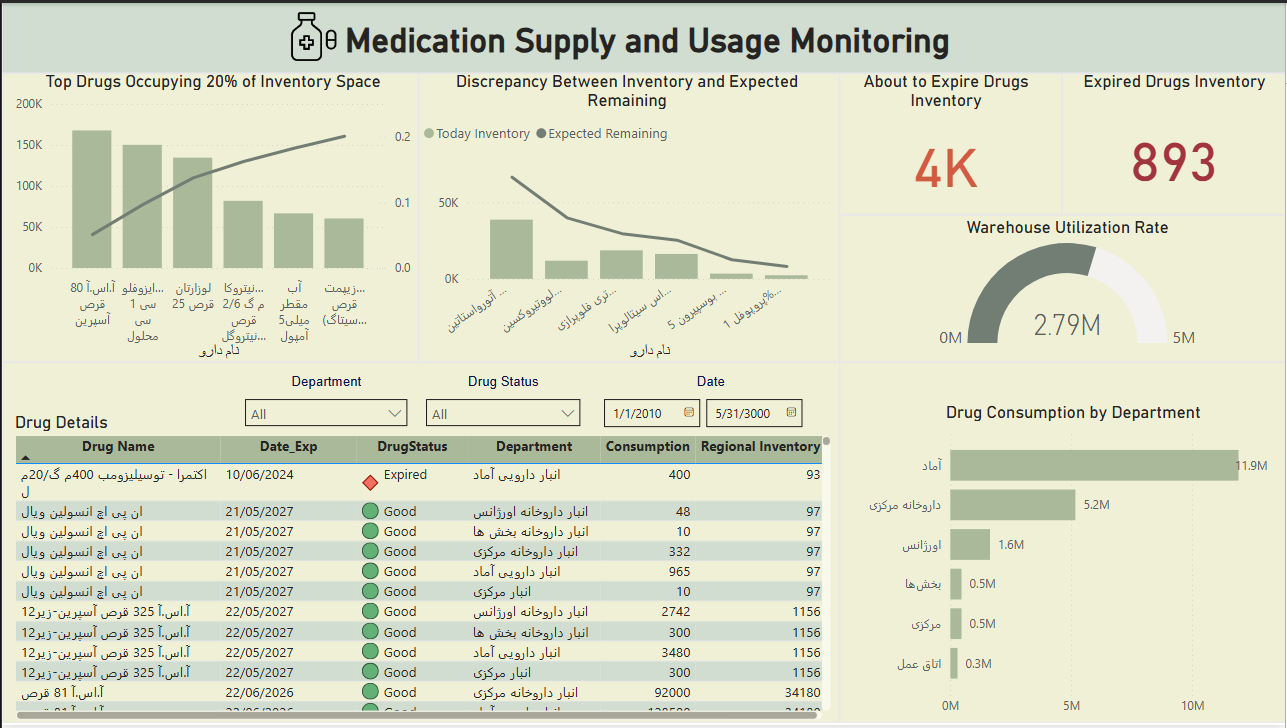 Medication Supply and Usage Monitoring
Top Drugs Occupying 20% of Inventory Space
200K
150K
100K
50K
0K
0.2
0.1
0.0
آ.اس.آ 80
قرص
آسپرین
ایزوفلو...
سی 1
سی
محلول
لوزارتان
قرص 25
نیتروکا...
م گ 2/6
قرص
نیتروگل...
آب
مقطر
میلی5
آمپول
زیپمت...
قرص
(سیتاگ...
نام دارو
Discrepancy Between Inventory and Expected
Remaining
Today Inventory
Expected Remaining
50K
0K
آتورواستاتین ...
لووتیروکسین...
تری فلوپرازی...
اس سیتالوپرا...
بوسپیرون 5 ...
پروپوفل 1%...
نام دارو
About to Expire Drugs
Inventory
4K
Expired Drugs Inventory
893
Warehouse Utilization Rate
0M
2.79M
5M
Department
Drug Status
Date
All
All
1/1/2010
5/31/3000
Drug Details
Drug Name Date_Exp DrugStatus Department Consumption Regional Inventory
اکتمرا - توسیلیزومب 400م گ/20م
ل
10/06/2024 Expired انبار دارویی آماد 400 93
ان پی اچ انسولین ویال 21/05/2027 Good انبار داروخانه اورژانس 48 97
ان پی اچ انسولین ویال 21/05/2027 Good انبار داروخانه بخش ها 10 97
ان پی اچ انسولین ویال 21/05/2027 Good انبار داروخانه مرکزی 332 97
ان پی اچ انسولین ویال 21/05/2027 Good انبار دارویی آماد 965 97
ان پی اچ انسولین ویال 21/05/2027 Good انبار مرکزی 10 97
آ.اس.آ 325 قرص آسپرین-زیر12 22/05/2027 Good انبار داروخانه اورژانس 2742 1156
آ.اس.آ 325 قرص آسپرین-زیر12 22/05/2027 Good انبار داروخانه بخش ها 300 1156
آ.اس.آ 325 قرص آسپرین-زیر12 22/05/2027 Good انبار دارویی آماد 3480 1156
آ.اس.آ 325 قرص آسپرین-زیر12 22/05/2027 Good انبار مرکزی 300 1156
آ.اس.آ 81 قرص 22/06/2026 Good انبار داروخانه مرکزی 92000 34180
Drug Consumption by Department
آماد 11.9M
داروخانه مرکزی 5.2M
اورژانس 1.6M
بخش‌ها 0.5M
مرکزی 0.5M
اتاق عمل 0.3M
0M
5M
10M